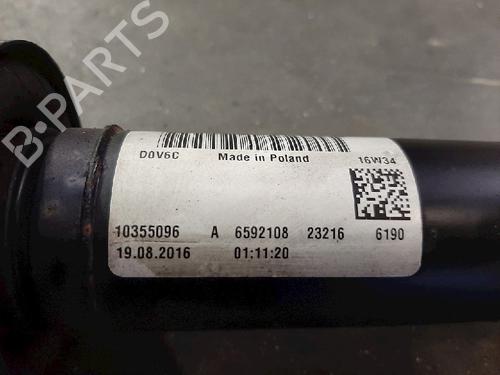 B-PARTS
D0V6C Made in Poland 16W34
10355096 A 6592108 23216 6190
19.08.2016 01:11:20